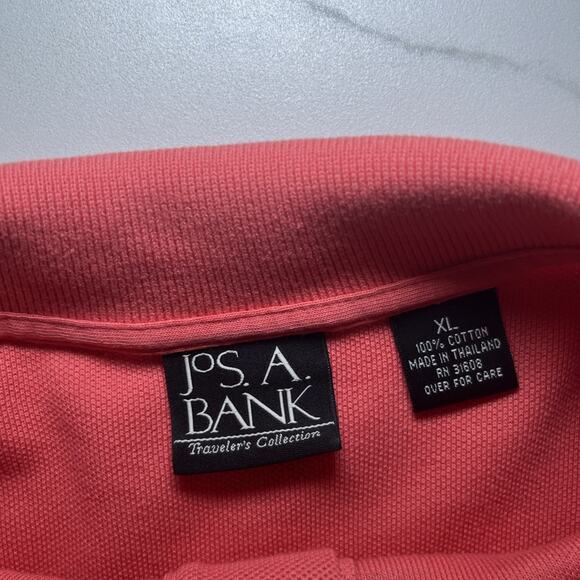 JoS. A.
BANK
Traveler's Collection
XL
100% COTTON
MADE IN THAILAND
RN 31608
OVER FOR CARE